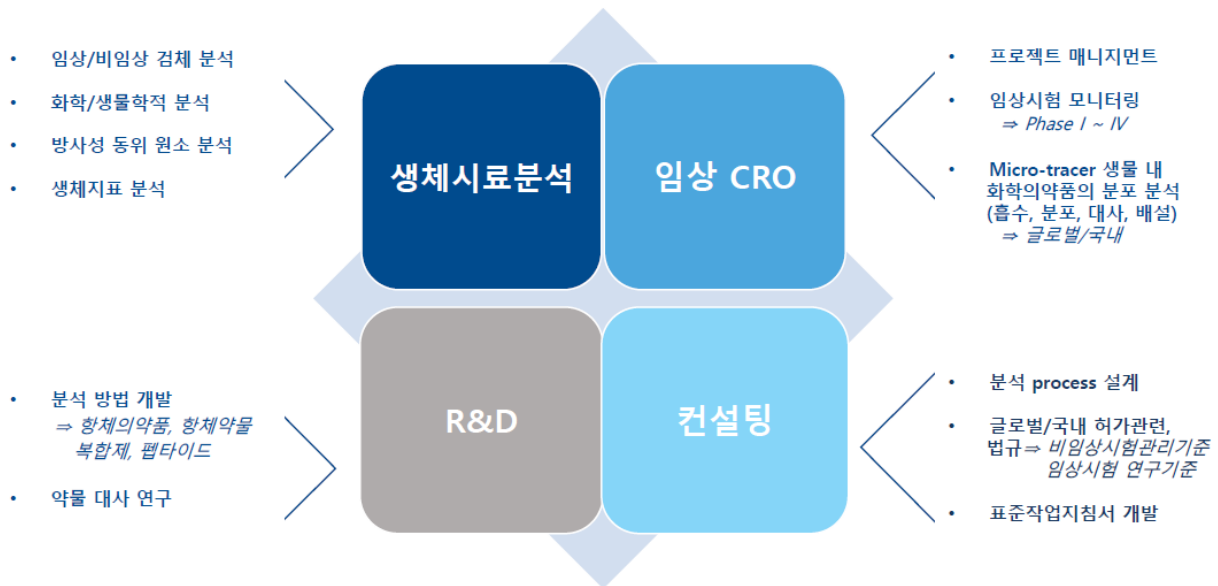 • 임상/비임상 검체 분석
• 화학/생물학적 분석
• 방사성 동위 원소 분석
• 생체지표 분석
생체시료분석
임상 CRO
• 프로젝트 매니지먼트
• 임상시험 모니터링
⇒ Phase I ~ IV
• Micro-tracer 생물 내
화학의약품의 분포 분석
(흡수, 분포, 대사, 배설)
⇒ 글로벌/국내
• 분석 방법 개발
⇒ 항체의약품, 항체약물
복합제, 펩타이드
• 약물 대사 연구
R&D
컨설팅
• 분석 process 설계
• 글로벌/국내 허가관련,
법규⇒ 비임상시험관리기준
임상시험 연구기준
• 표준작업지침서 개발